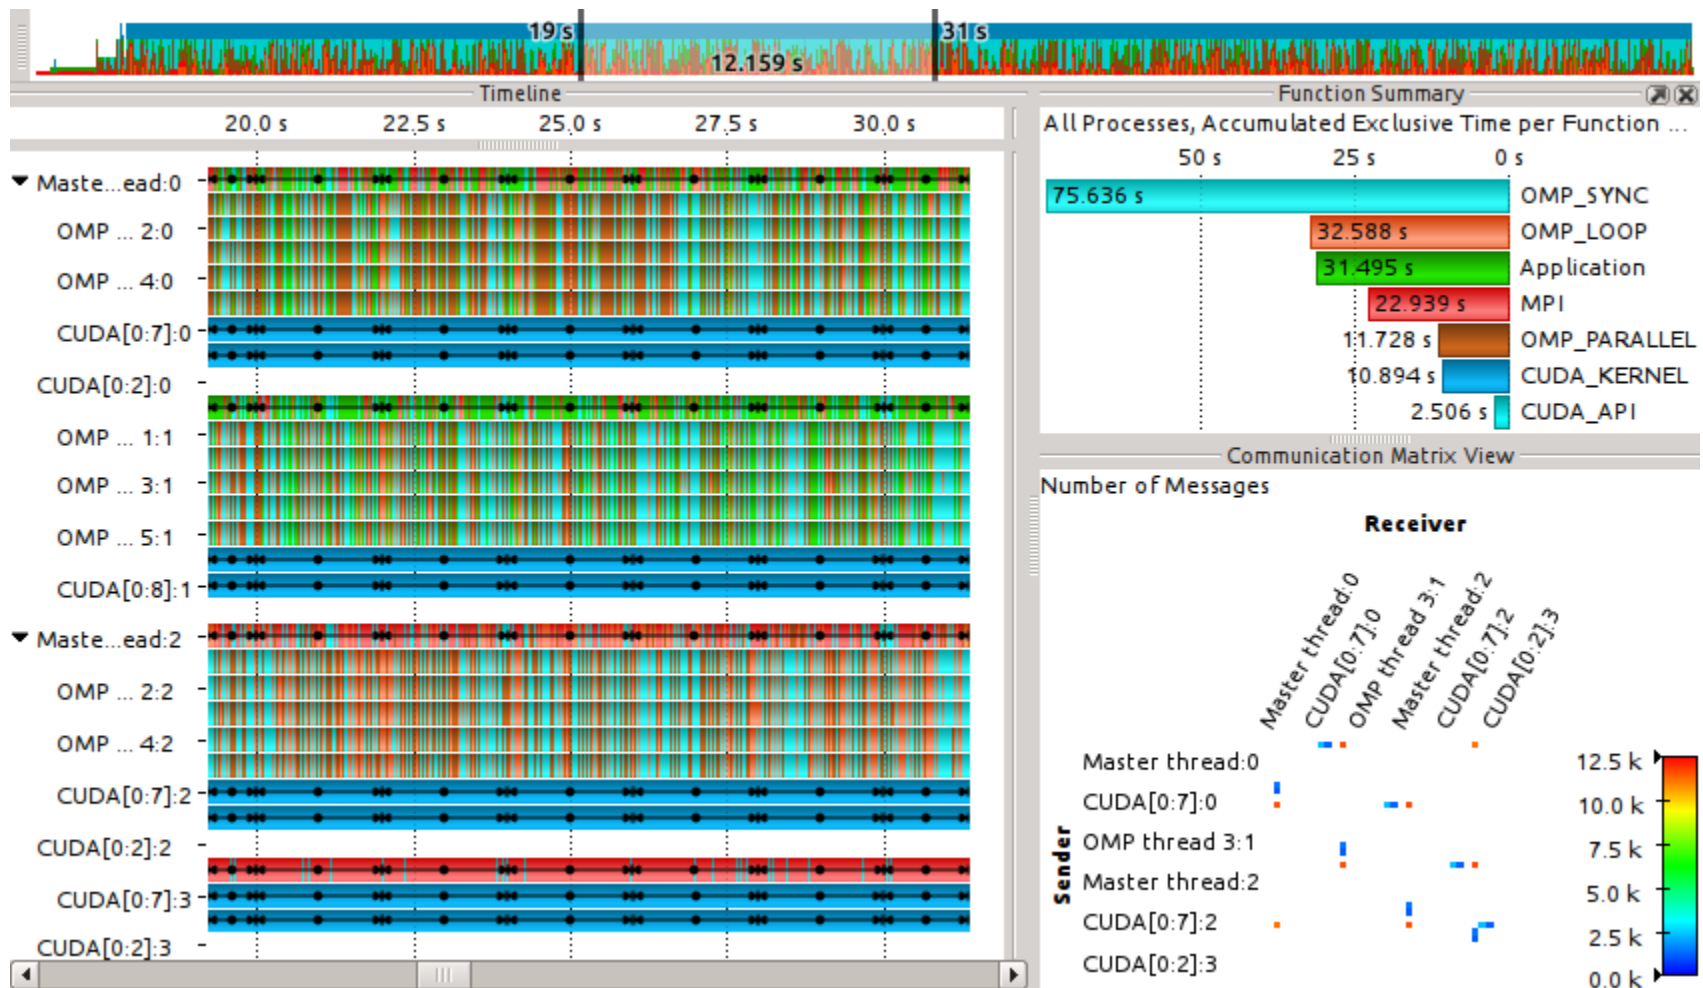 19 s
31 s
12.159 s
Timeline
20.0 s 22.5 s 25.0 s 27.5 s 30.0 s
Maste...ead:0
OMP ... 2:0
OMP ... 4:0
CUDA[0:7]:0
CUDA[0:2]:0
OMP ... 1:1
OMP ... 3:1
OMP ... 5:1
CUDA[0:8]:1
Maste...ead:2
OMP ... 2:2
OMP ... 4:2
CUDA[0:7]:2
CUDA[0:2]:2
CUDA[0:7]:3
CUDA[0:2]:3
Function Summary
All Processes, Accumulated Exclusive Time per Function ...
50 s 25 s 0 s
75.636 s OMP_SYNC
32.588 s OMP_LOOP
31.495 s Application
22.939 s MPI
11.728 s OMP_PARALLEL
10.894 s CUDA_KERNEL
2.506 s CUDA_API
Communication Matrix View
Number of Messages
Receiver
Master thread:0
CUDA[0:7]:0
OMP thread 3:1
Master thread:2
CUDA[0:7]:2
CUDA[0:2]:3
Sender
Master thread:0
CUDA[0:7]:0
OMP thread 3:1
Master thread:2
CUDA[0:7]:2
CUDA[0:2]:3
12.5 k
10.0 k
7.5 k
5.0 k
2.5 k
0.0 k